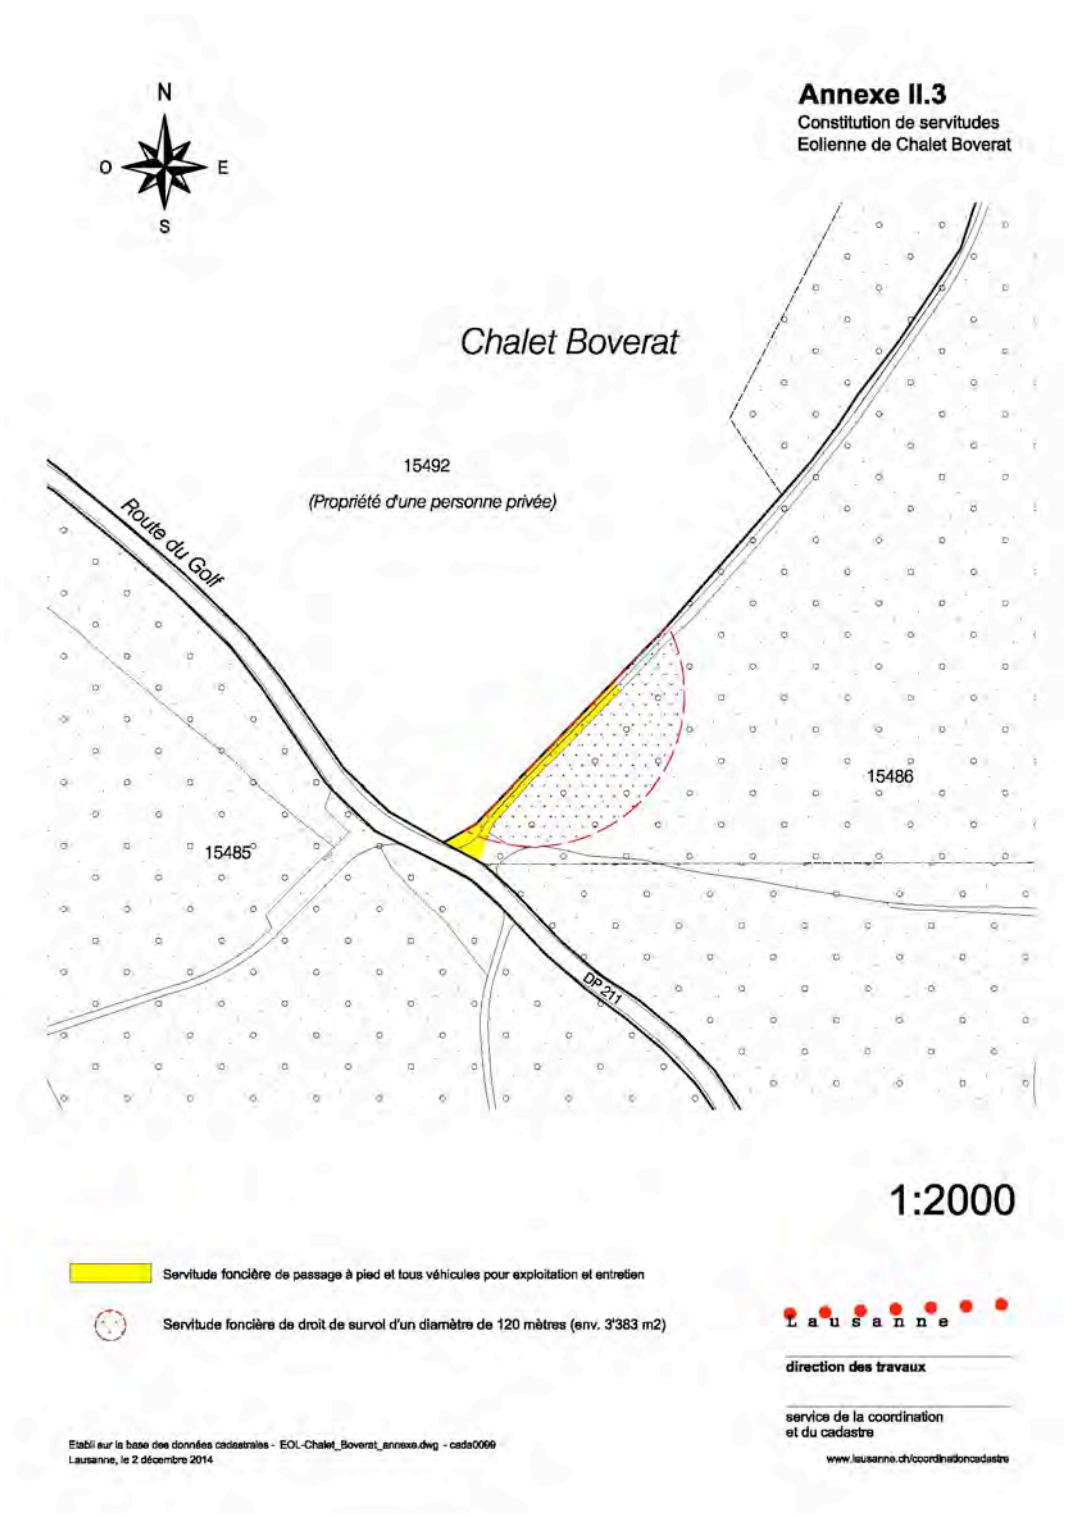 N
O
E
S
Annexe II.3
Constitution de servitudes
Eolienne de Chalet Boverat
Chalet Boverat
15492
(Propriété d'une personne privée)
Route du Golf
15486
15485
DP 211
1:2000
Servitude foncière de passage à pied et tous véhicules pour exploitation et entretien
Servitude foncière de droit de survol d'un diamètre de 120 mètres (env. 3'383 m2)
Lausanne
direction des travaux
service de la coordination
et du cadastre
www.lausanne.ch/coordinationcadastre
Etabli sur la base des données cadastrales - EOL-Chalet_Boverat_annexe.dwg - cada0099
Lausanne, le 2 décembre 2014